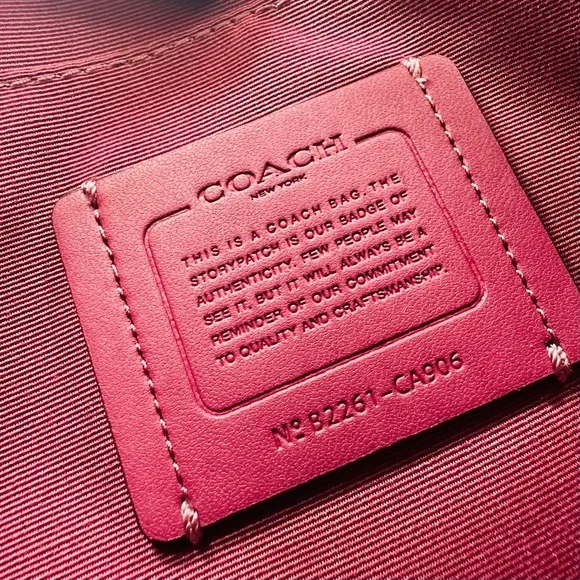 COACH
NEW YORK
THIS IS A COACH BAG. THE
STORYPATCH IS OUR BADGE OF
AUTHENTICITY. FEW PEOPLE MAY
SEE IT, BUT IT WILL ALWAYS BE A
REMINDER OF OUR COMMITMENT
TO QUALITY AND CRAFTSMANSHIP.
Nº B2261-CA906